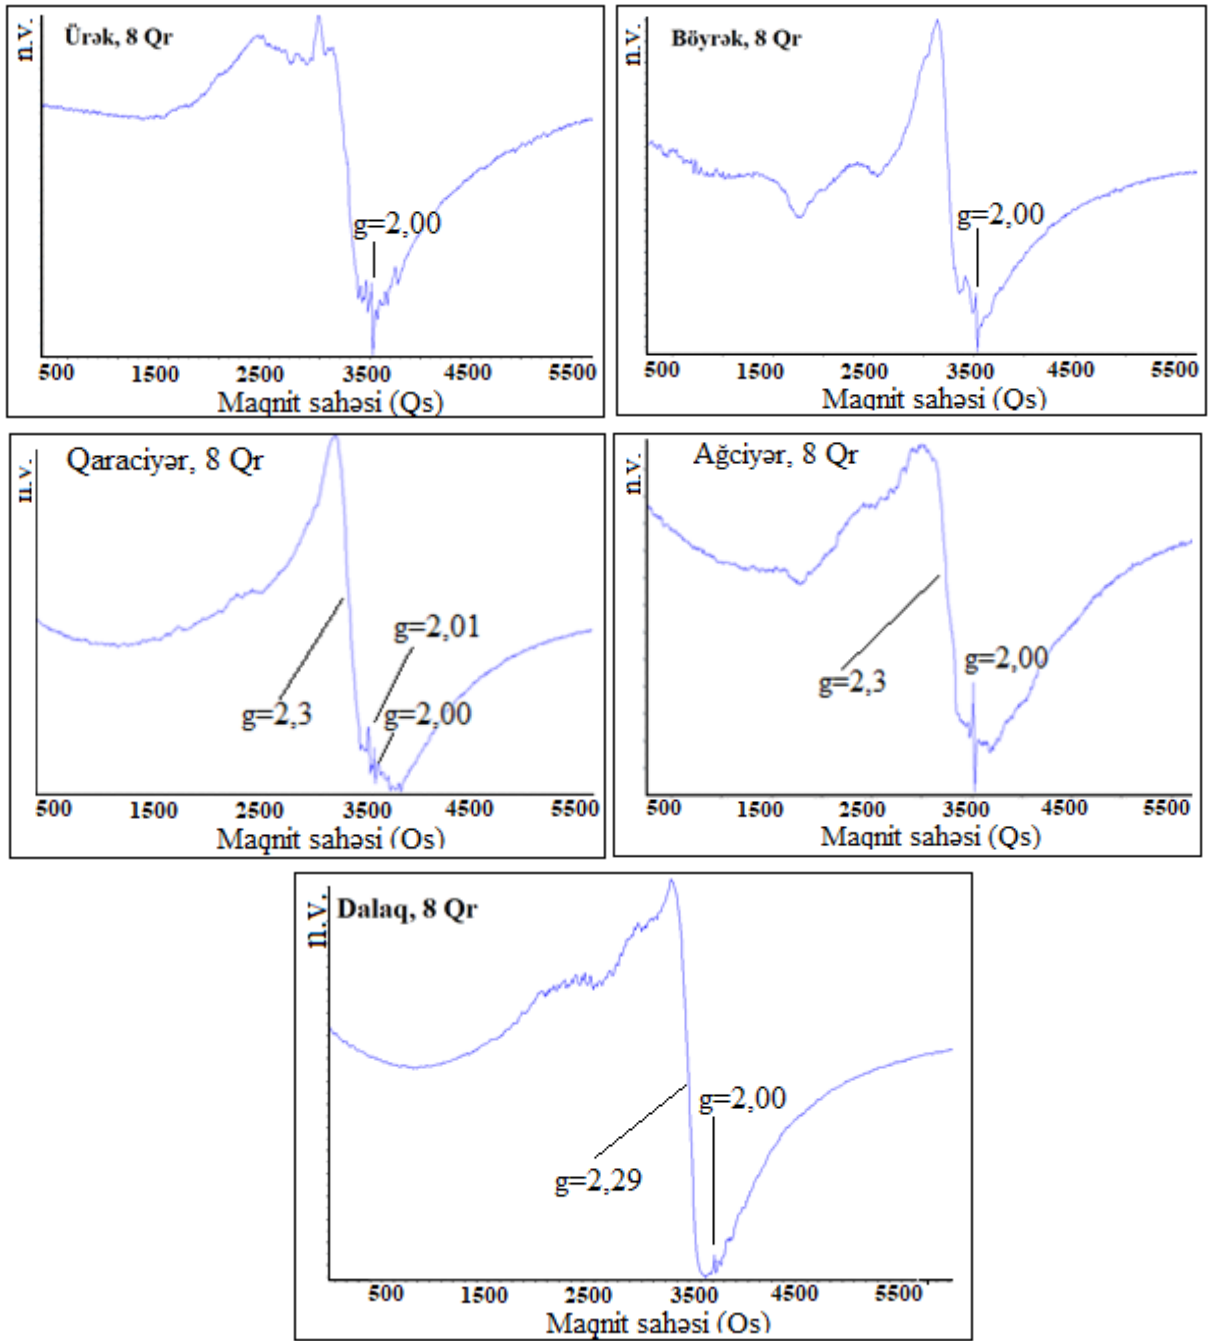 n.v.
Ürək, 8 Qr
g=2,00
500 1500 2500 3500 4500 5500
Maqnit sahəsi (Qs)
n.v.
Böyrək, 8 Qr
g=2,00
500 1500 2500 3500 4500 5500
Maqnit sahəsi (Qs)
n.v.
Qaraciyər, 8 Qr
g=2,01
g=2,3
g=2,00
500 1500 2500 3500 4500 5500
Maqnit sahəsi (Qs)
n.v.
Ağciyər, 8 Qr
g=2,00
g=2,3
500 1500 2500 3500 4500 5500
Maqnit sahəsi (Qs)
n.v.
Dalaq, 8 Qr
g=2,00
g=2,29
500 1500 2500 3500 4500 5500
Maqnit sahəsi (Qs)